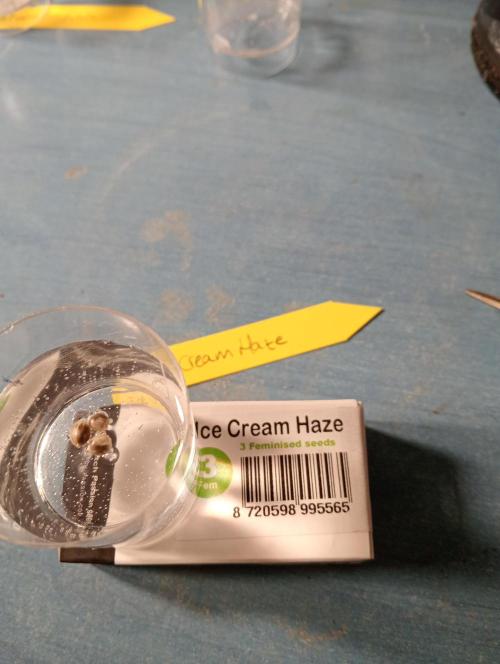 Cream Haze
Ice Cream Haze
3 Feminised seeds
3
Fem
8 720598 995565